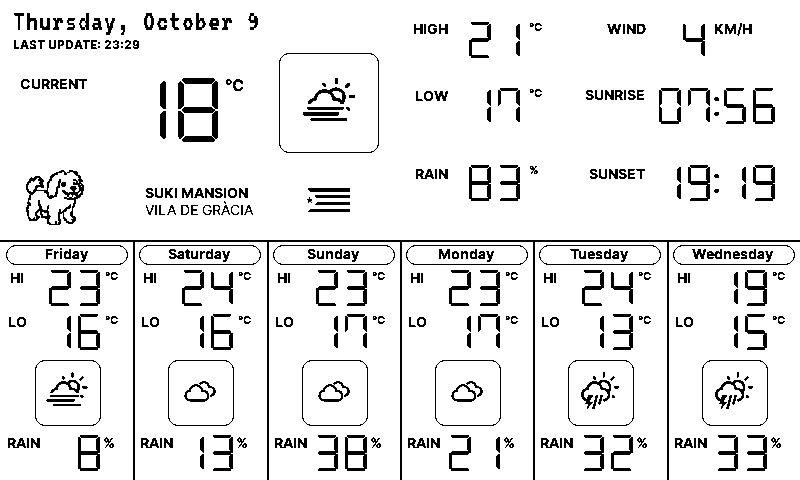 Thursday, October 9
LAST UPDATE: 23:29
CURRENT 18 °C
SUKI MANSION
VILA DE GRÀCIA
HIGH 21 °C
LOW 17 °C
RAIN 83 %
WIND 4 KM/H
SUNRISE 07:56
SUNSET 19:19
Friday
HI 23 °C
LO 16 °C
RAIN 8 %
Saturday
HI 24 °C
LO 16 °C
RAIN 13 %
Sunday
HI 23 °C
LO 17 °C
RAIN 38 %
Monday
HI 23 °C
LO 17 °C
RAIN 21 %
Tuesday
HI 24 °C
LO 13 °C
RAIN 32 %
Wednesday
HI 19 °C
LO 15 °C
RAIN 33 %